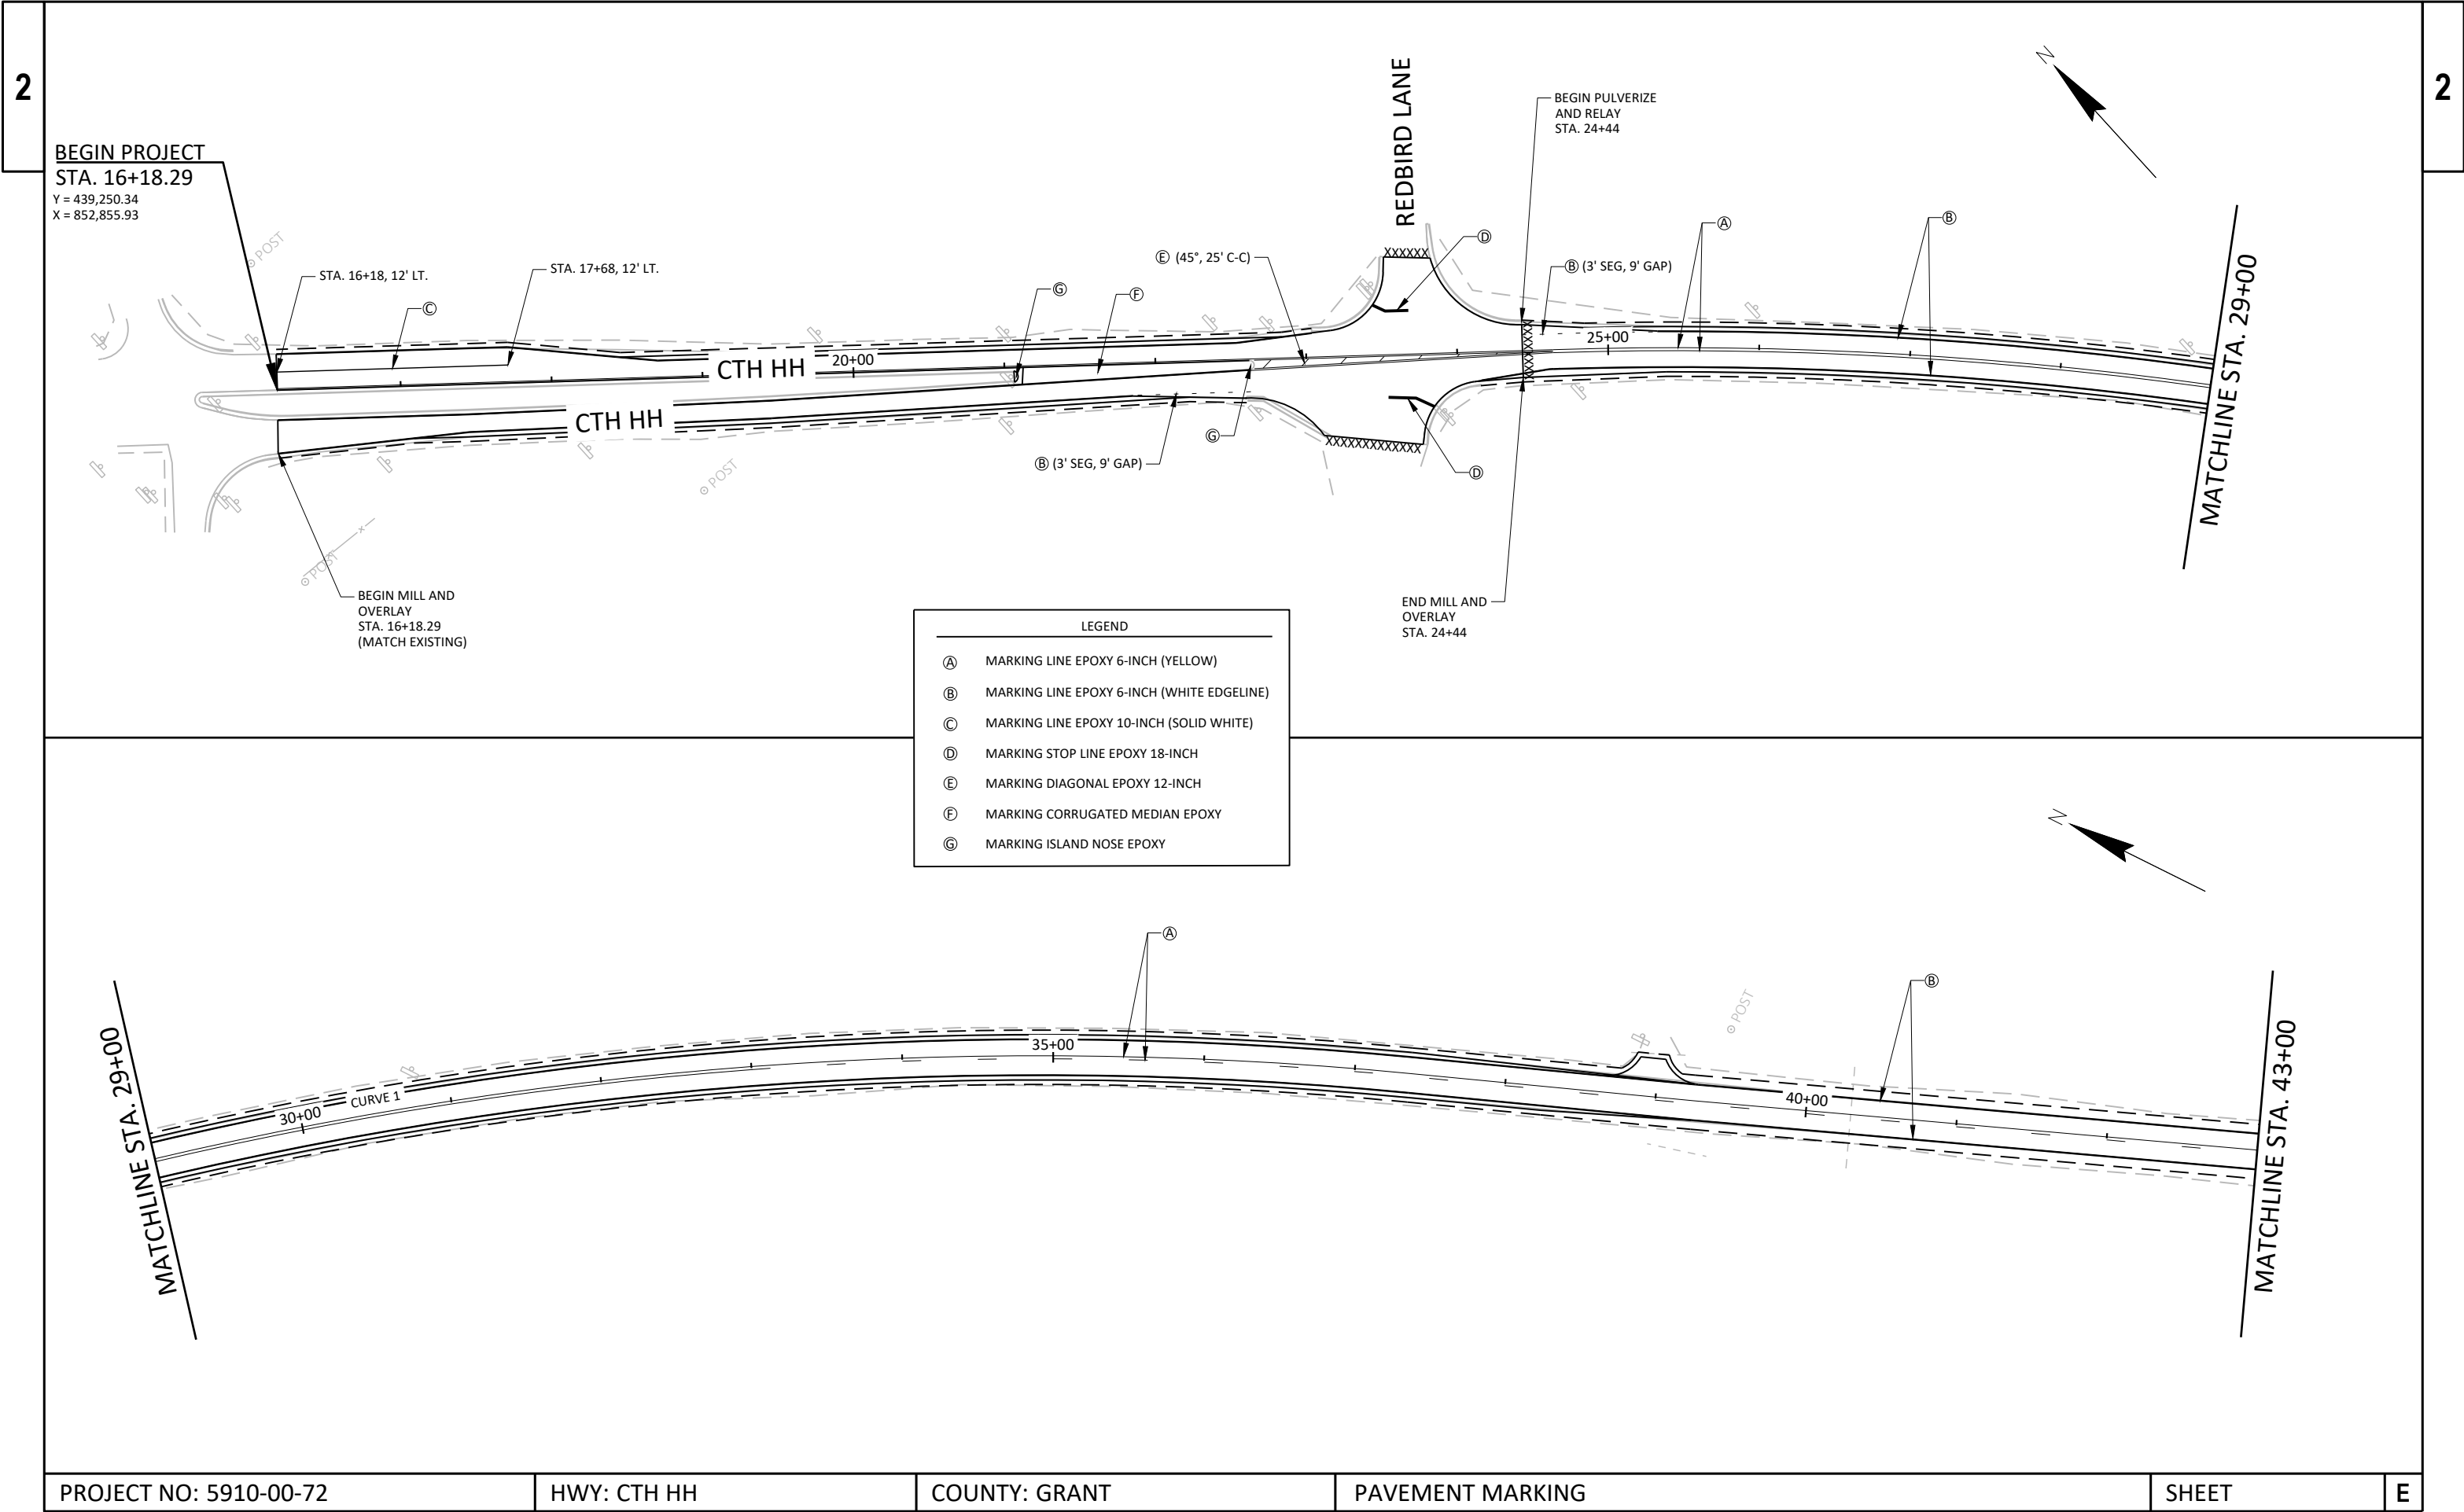 2
2
BEGIN PROJECT
STA. 16+18.29
Y = 439,250.34
X = 852,855.93
POST
STA. 16+18, 12' LT.
C
STA. 17+68, 12' LT.
CTH HH
20+00
CTH HH
POST
POST
G
F
E (45°, 25' C-C)
G
B (3' SEG, 9' GAP)
REDBIRD LANE
XXXXXX
D
XXXXXXXXXXXXX
D
BEGIN PULVERIZE
AND RELAY
STA. 24+44
B (3' SEG, 9' GAP)
25+00
A
B
N
MATCHLINE STA. 29+00
BEGIN MILL AND
OVERLAY
STA. 16+18.29
(MATCH EXISTING)
END MILL AND
OVERLAY
STA. 24+44
LEGEND
A MARKING LINE EPOXY 6-INCH (YELLOW)
B MARKING LINE EPOXY 6-INCH (WHITE EDGELINE)
C MARKING LINE EPOXY 10-INCH (SOLID WHITE)
D MARKING STOP LINE EPOXY 18-INCH
E MARKING DIAGONAL EPOXY 12-INCH
F MARKING CORRUGATED MEDIAN EPOXY
G MARKING ISLAND NOSE EPOXY
N
MATCHLINE STA. 29+00
30+00
CURVE 1
35+00
A
POST
B
40+00
MATCHLINE STA. 43+00
PROJECT NO: 5910-00-72
HWY: CTH HH
COUNTY: GRANT
PAVEMENT MARKING
SHEET
E